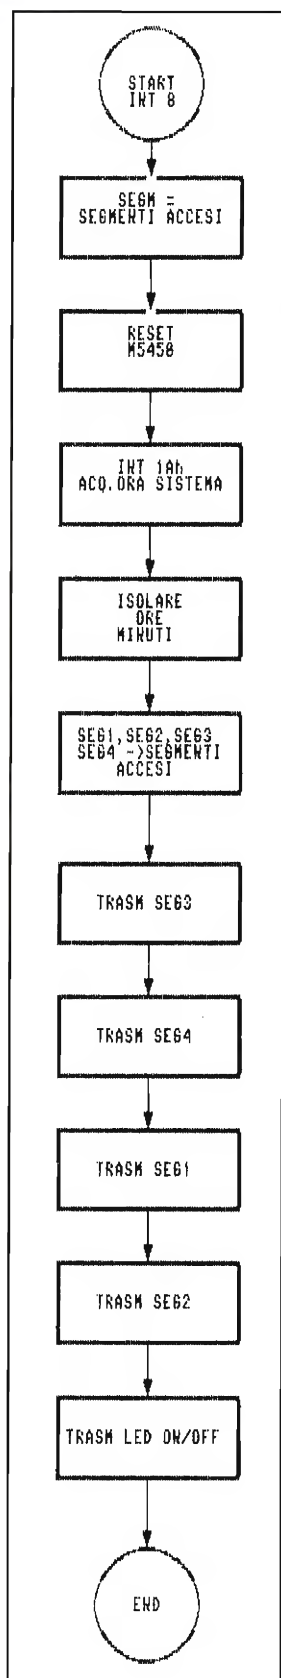 START
INT 8
SEGM =
SEGMENTI ACCESI
RESET
M5450
INT 1Ah
ACQ.ORA SISTEMA
ISOLARE
ORE
MINUTI
SEG1,SEG2,SEG3
SEG4 ->SEGMENTI
ACCESI
TRASM SEG3
TRASM SEG4
TRASM SEG1
TRASM SEG2
TRASM LED ON/OFF
END